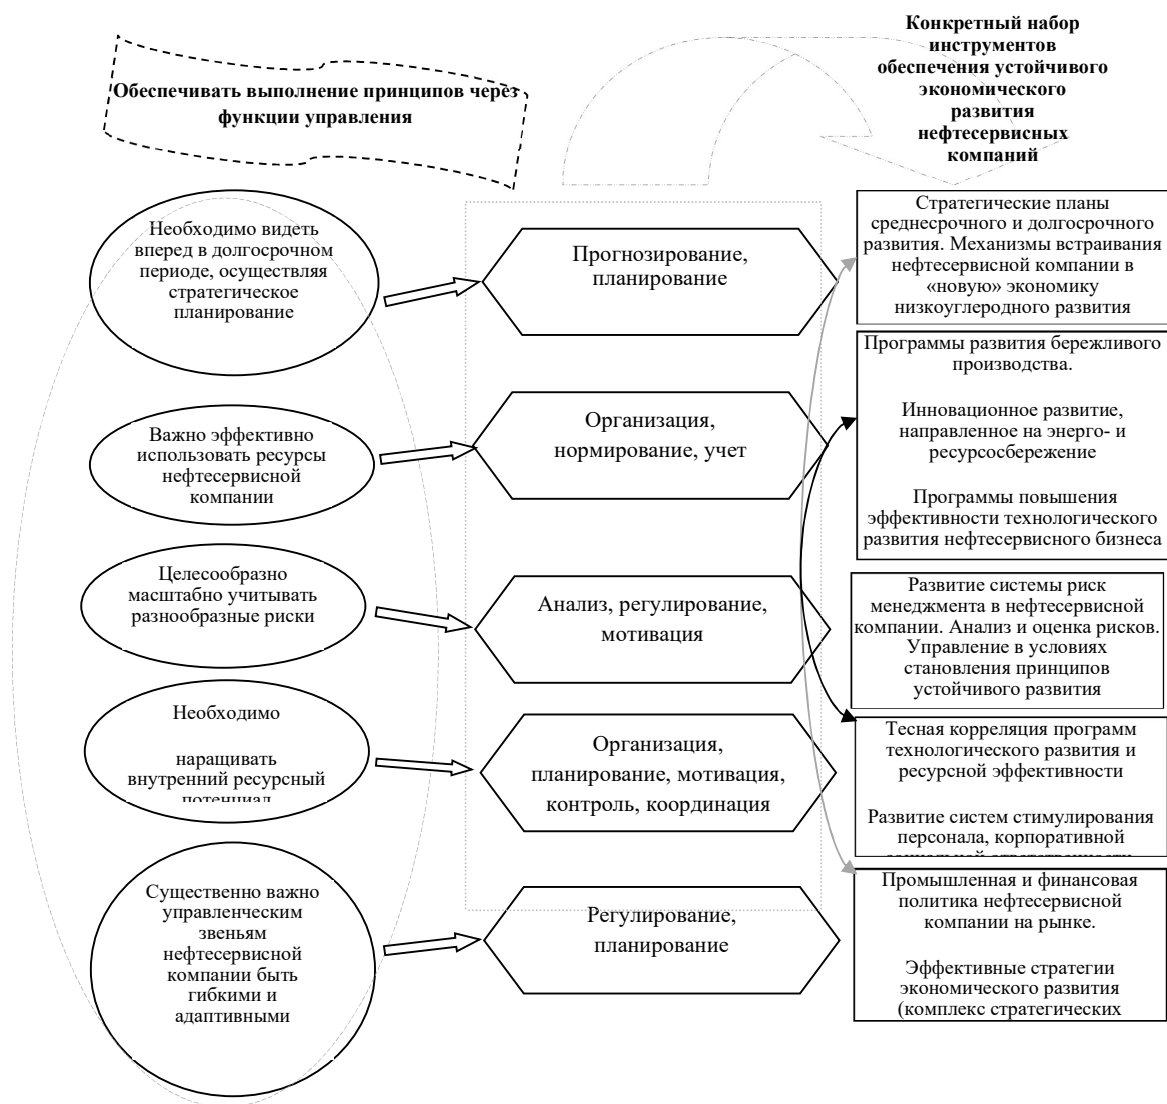 Обеспечивать выполнение принципов через
функции управления
Конкретный набор
инструментов
обеспечения устойчивого
экономического
развития
нефтесервисных
компаний
Необходимо видеть
вперед в долгосрочном
периоде, осуществляя
стратегическое
планирование
Прогнозирование,
планирование
Стратегические планы
среднесрочного и долгосрочного
развития. Механизмы встраивания
нефтесервисной компании в
«новую» экономику
низкоуглеродного развития
Важно эффективно
использовать ресурсы
нефтесервисной
компании
Организация,
нормирование, учет
Программы развития бережливого
производства.
Инновационное развитие,
направленное на энерго- и
ресурсосбережение
Программы повышения
эффективности технологического
развития нефтесервисного бизнеса
Целесообразно
масштабно учитывать
разнообразные риски
Анализ, регулирование,
мотивация
Развитие системы риск
менеджмента в нефтесервисной
компании. Анализ и оценка рисков.
Управление в условиях
становления принципов
устойчивого развития
Необходимо
наращивать
внутренний ресурсный
потенциал
Организация,
планирование, мотивация,
контроль, координация
Тесная корреляция программ
технологического развития и
ресурсной эффективности
Развитие систем стимулирования
персонала, корпоративной
социальной ответственности
Существенно важно
управленческим
звеньям
нефтесервисной
компании быть
гибкими и
адаптивными
Регулирование,
планирование
Промышленная и финансовая
политика нефтесервисной
компании на рынке.
Эффективные стратегии
экономического развития
(комплекс стратегических